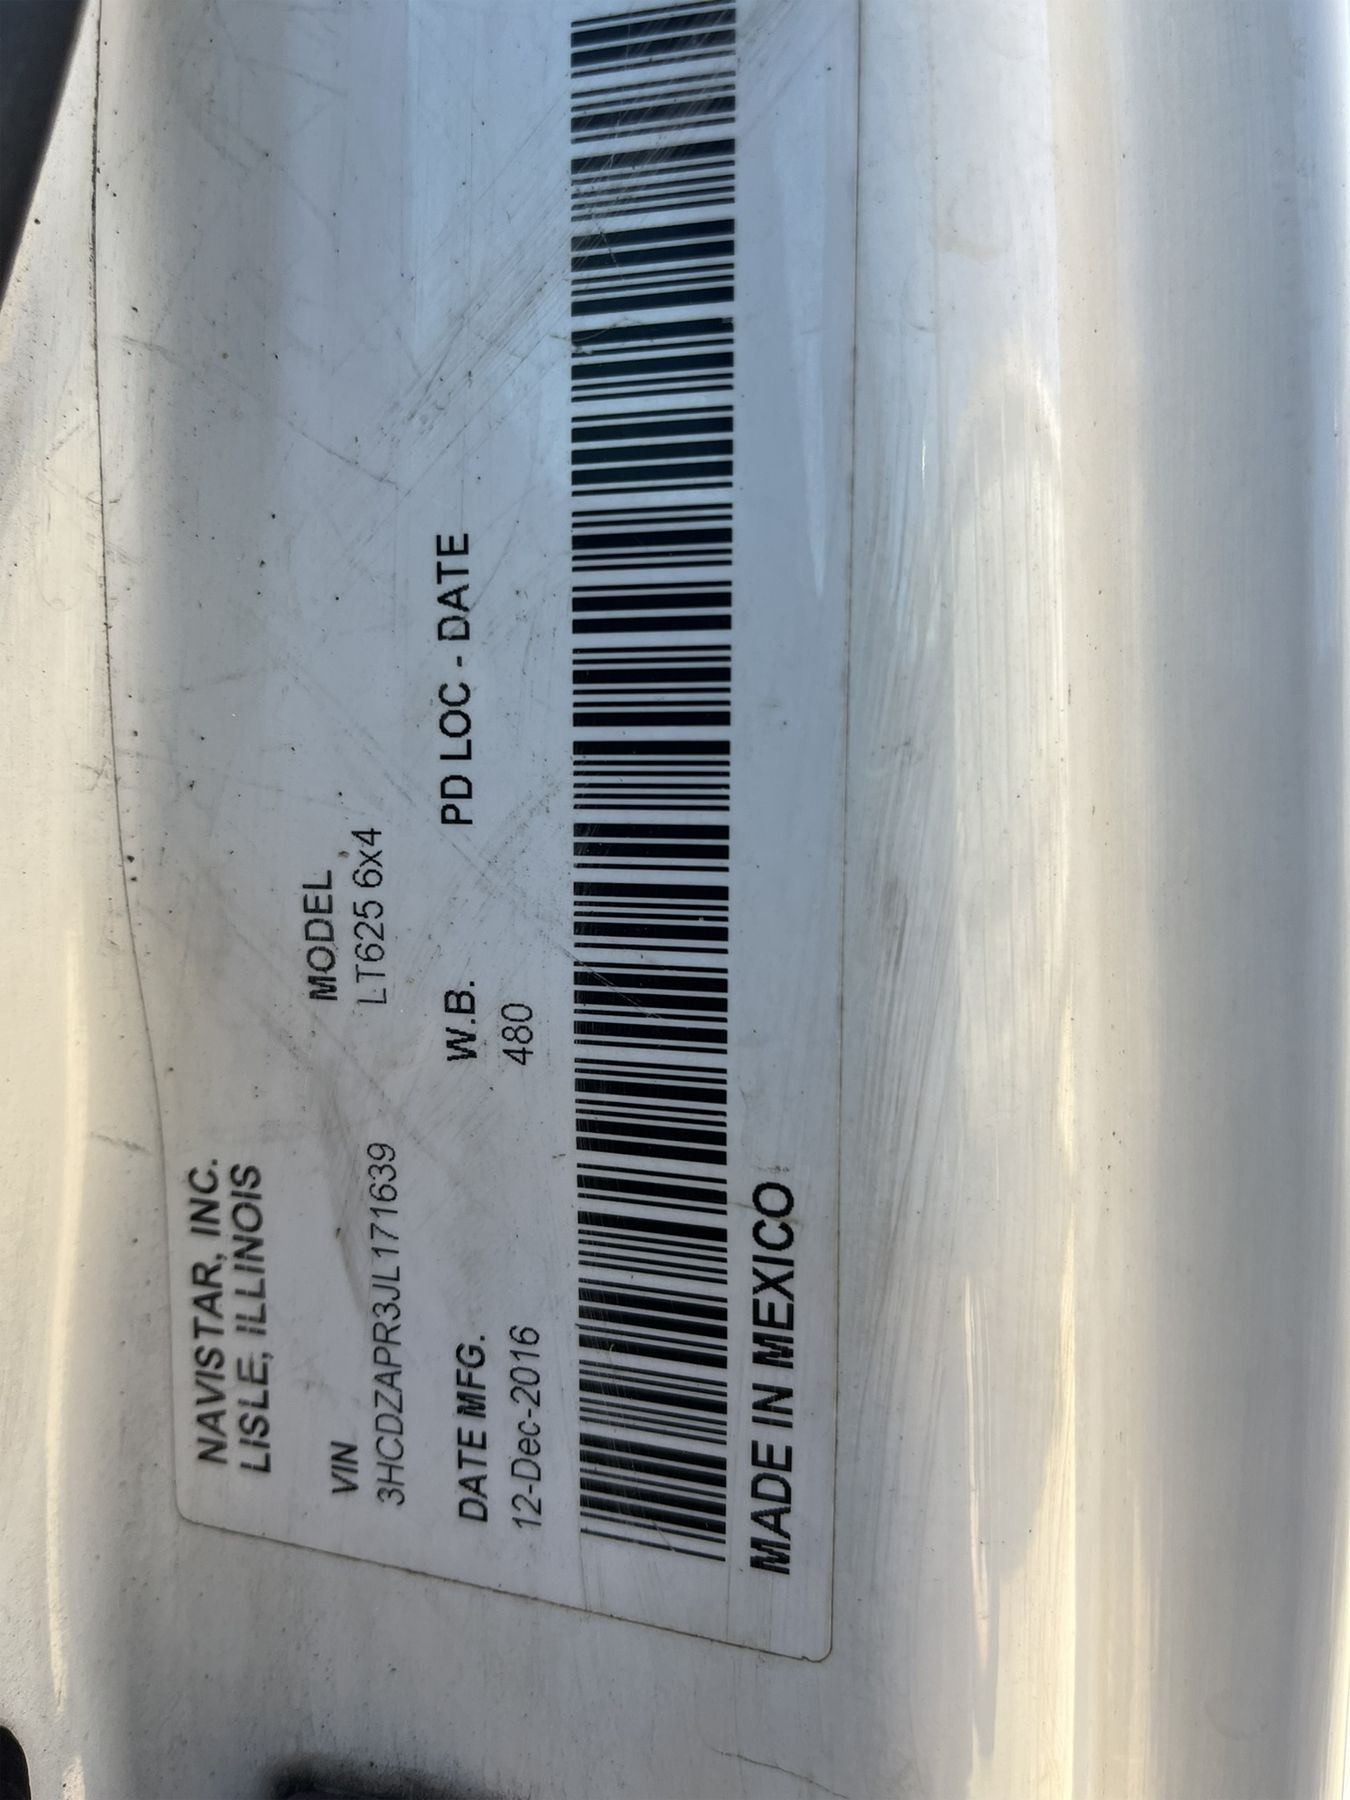 NAVISTAR, INC.
LISLE, ILLINOIS
VIN MODEL
3HCDZAPR3JL171639 LT625 6x4
DATE MFG. W.B. PD LOC - DATE
12-Dec-2016 480
MADE IN MEXICO